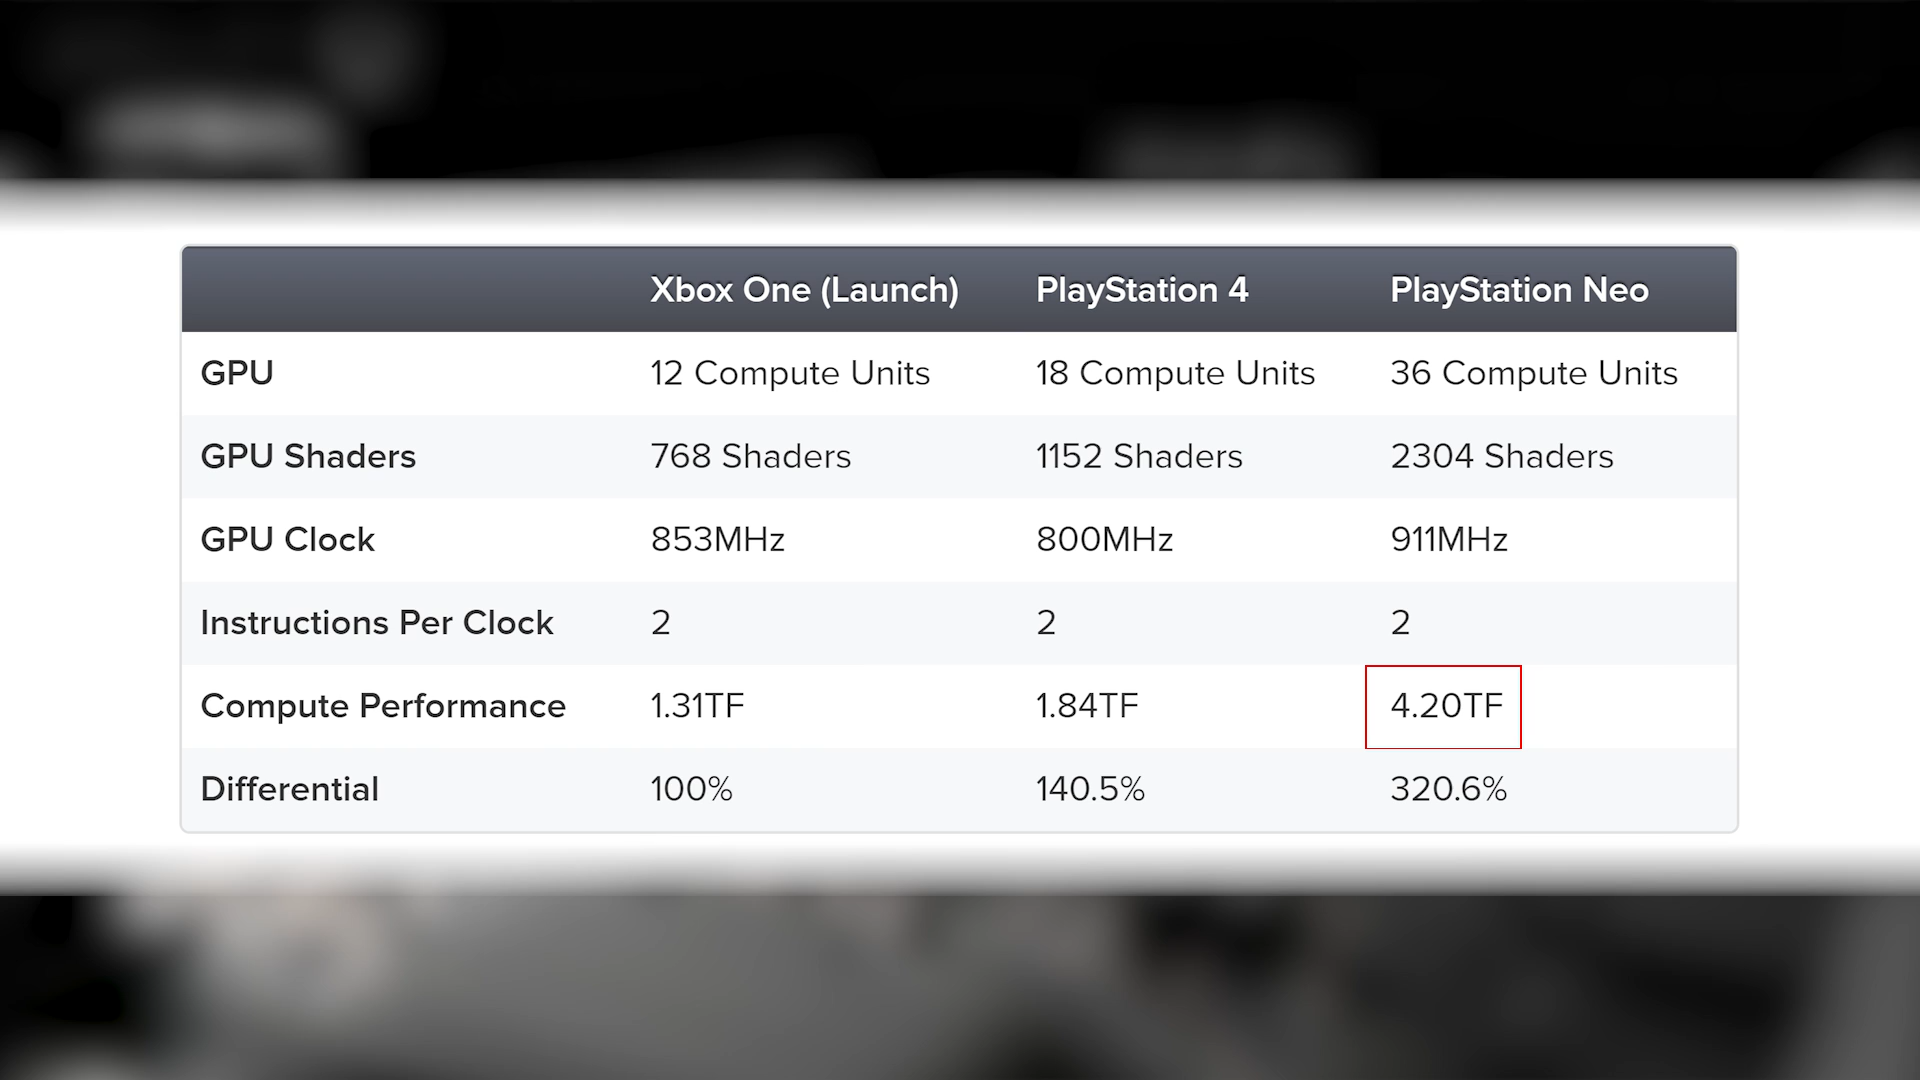 Xbox One (Launch) PlayStation 4 PlayStation Neo
GPU 12 Compute Units 18 Compute Units 36 Compute Units
GPU Shaders 768 Shaders 1152 Shaders 2304 Shaders
GPU Clock 853MHz 800MHz 911MHz
Instructions Per Clock 2 2 2
Compute Performance 1.31TF 1.84TF 4.20TF
Differential 100% 140.5% 320.6%